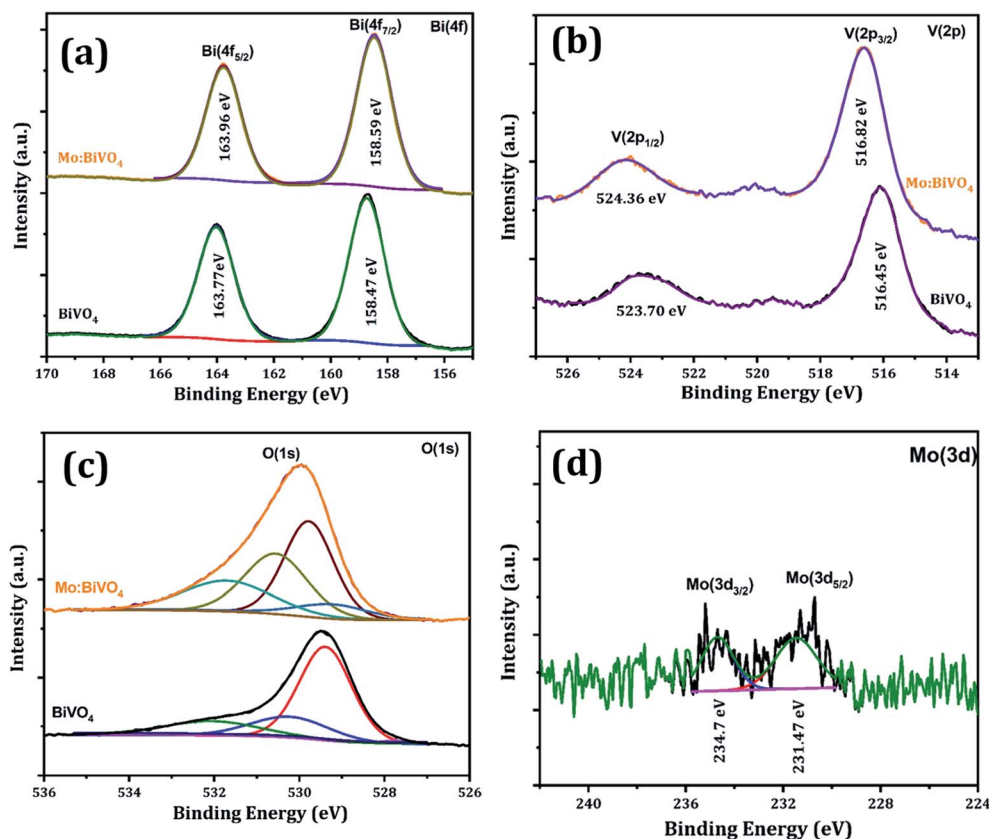 (a)
Bi(4f5/2)
Bi(4f7/2)
Bi(4f)
163.96 eV
158.59 eV
Mo:BiVO4
163.77eV
158.47 eV
BiVO4
Intensity (a.u.)
170 168 166 164 162 160 158 156
Binding Energy (eV)
(b)
V(2p3/2)
V(2p)
V(2p1/2)
516.82 eV
524.36 eV
Mo:BiVO4
523.70 eV
516.45 eV
BiVO4
Intensity (a.u.)
526 524 522 520 518 516 514
Binding Energy (eV)
(c)
O(1s)
O(1s)
Mo:BiVO4
BiVO4
Intensity (a.u.)
536 534 532 530 528 526
Binding Energy (eV)
(d)
Mo(3d)
Mo(3d3/2)
Mo(3d5/2)
234.7 eV
231.47 eV
Intensity (a.u.)
240 236 232 228 224
Binding Energy (eV)